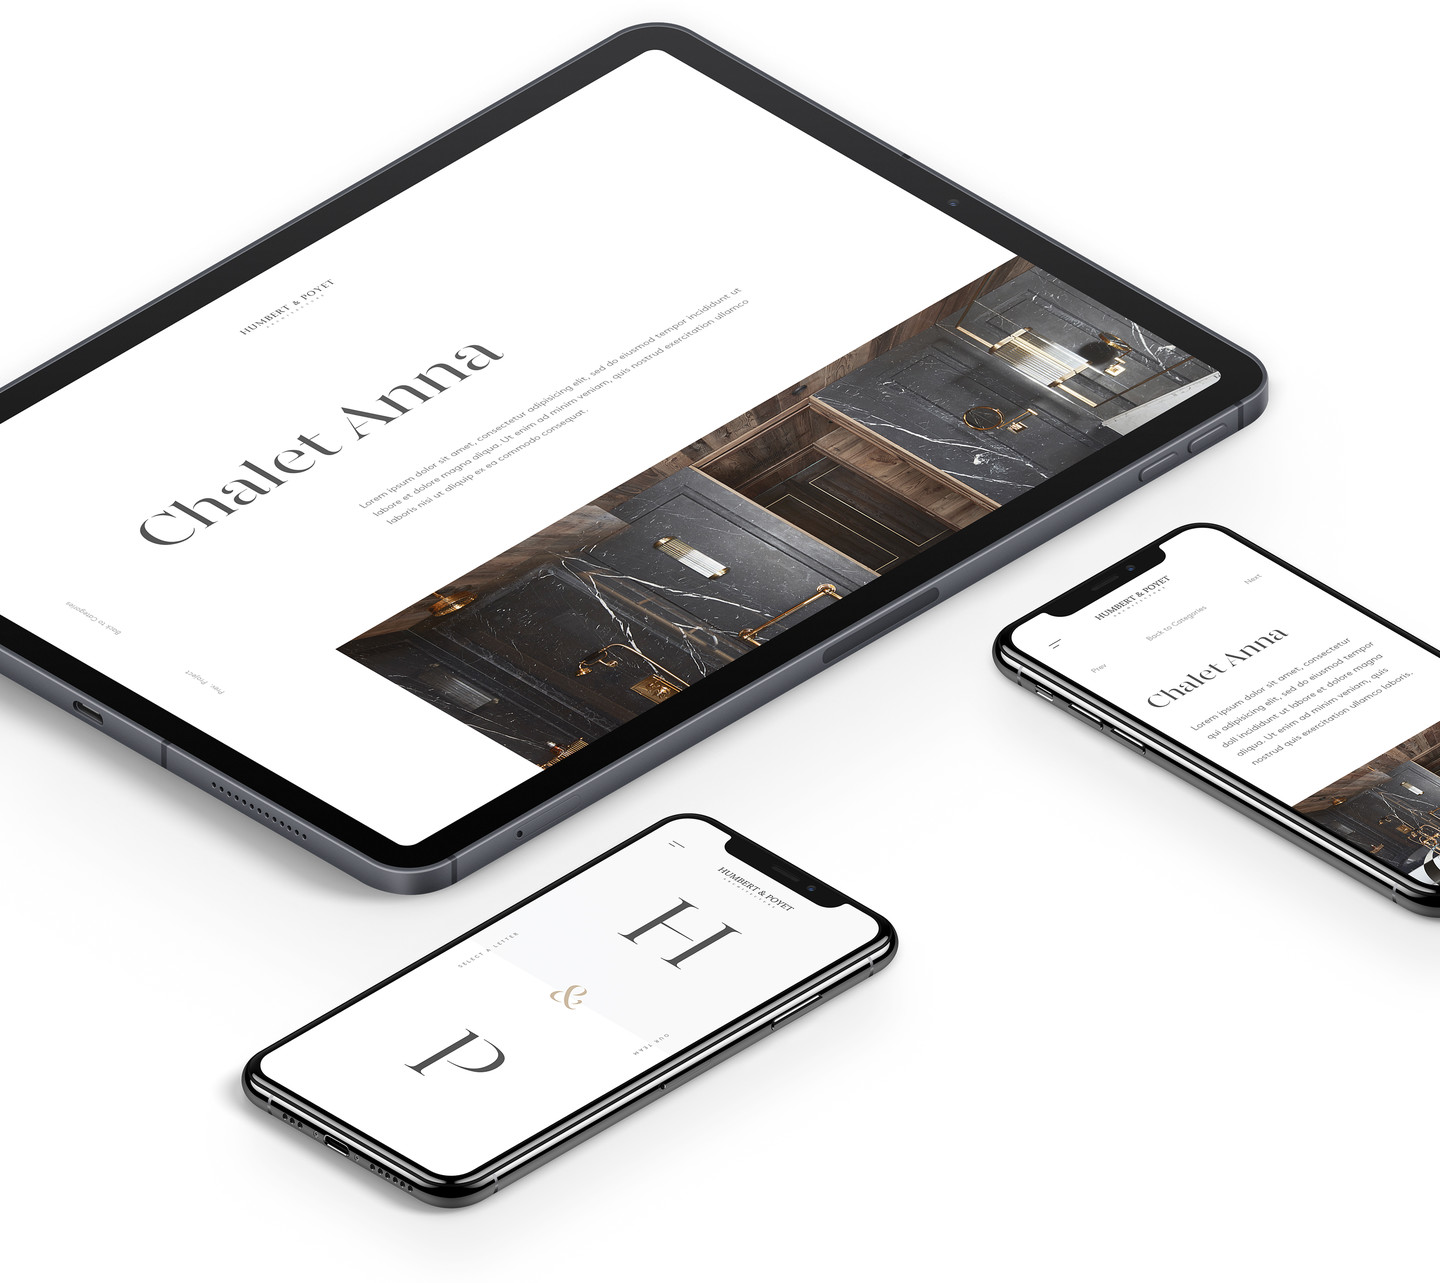 HUMBERT & POYET
ARCHITECTURE
Chalet Anna
Lorem ipsum dolor sit amet, consectetur adipisicing elit, sed do eiusmod tempor incididunt ut
labore et dolore magna aliqua. Ut enim ad minim veniam, quis nostrud exercitation ullamco
laboris nisi ut aliquip ex ea commodo consequat.
Back to Categories
Prev. Project
HUMBERT & POYET
ARCHITECTURE
Prev
Back to Categories
Next
Chalet Anna
Lorem ipsum dolor sit amet, consectetur
qui adipisicing elit, sed do eiusmod tempor
doll incididunt ut labore et dolore magna
aliqua. Ut enim ad minim veniam, quis
nostrud quis exercitation ullamco laboris.
HUMBERT & POYET
ARCHITECTURE
H
SELECT A LETTER
&
OUR TEAM
P